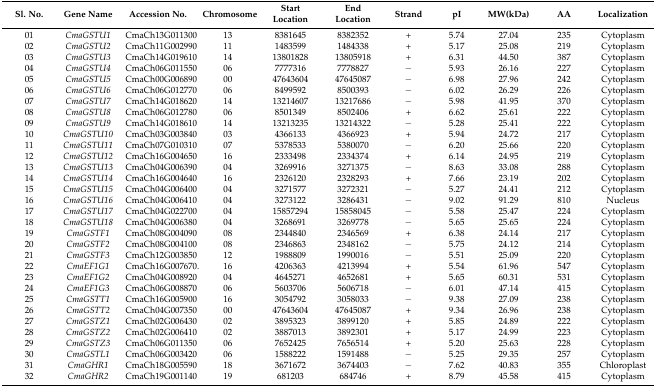 Sl. No. Gene Name Accession No. Chromosome Start Location End Location Strand pI MW(kDa) AA Localization
01 CmaGSTU1 CmaCh13G011300 13 8381645 8382352 + 5.74 27.04 235 Cytoplasm
02 CmaGSTU2 CmaCh11G002990 11 1483599 1484338 + 5.17 25.08 219 Cytoplasm
03 CmaGSTU3 CmaCh14G019610 14 13801828 13805918 + 6.31 44.50 387 Cytoplasm
04 CmaGSTU4 CmaCh06G011550 06 7777316 7778827 − 5.93 26.16 227 Cytoplasm
05 CmaGSTU5 CmaCh00G006890 00 47643604 47645087 − 6.98 27.96 242 Cytoplasm
06 CmaGSTU6 CmaCh06G012770 06 8499592 8500393 − 6.02 26.29 226 Cytoplasm
07 CmaGSTU7 CmaCh14G018620 14 13214607 13217686 − 5.98 41.95 370 Cytoplasm
08 CmaGSTU8 CmaCh06G012780 06 8501349 8502406 + 6.62 25.61 222 Cytoplasm
09 CmaGSTU9 CmaCh14G018610 14 13213235 13214322 − 5.28 25.41 222 Cytoplasm
10 CmaGSTU10 CmaCh03G003840 03 4366133 4366923 + 5.94 24.72 217 Cytoplasm
11 CmaGSTU11 CmaCh07G010310 07 5378533 5380070 − 6.20 25.66 220 Cytoplasm
12 CmaGSTU12 CmaCh16G004650 16 2333498 2334374 + 6.14 24.95 219 Cytoplasm
13 CmaGSTU13 CmaCh04G006390 04 3269916 3271375 − 8.63 33.08 288 Cytoplasm
14 CmaGSTU14 CmaCh16G004640 16 2326120 2328293 + 7.66 23.19 202 Cytoplasm
15 CmaGSTU15 CmaCh04G006400 04 3271577 3272321 − 5.27 24.41 212 Cytoplasm
16 CmaGSTU16 CmaCh04G006410 04 3273122 3286431 − 9.02 91.29 810 Nucleus
17 CmaGSTU17 CmaCh04G022700 04 15857294 15858045 − 5.58 25.47 224 Cytoplasm
18 CmaGSTU18 CmaCh04G006380 04 3268691 3269778 − 5.65 25.65 224 Cytoplasm
19 CmaGSTF1 CmaCh08G004090 08 2344840 2346569 + 6.38 24.14 217 Cytoplasm
20 CmaGSTF2 CmaCh08G004100 08 2346863 2348162 − 5.75 24.12 214 Cytoplasm
21 CmaGSTF3 CmaCh12G003850 12 1988809 1990016 − 5.51 25.09 220 Cytoplasm
22 CmaEF1G1 CmaCh16G007670 16 4206363 4213994 + 5.54 61.96 547 Cytoplasm
23 CmaEF1G2 CmaCh04G008920 04 4645271 4652681 + 5.65 60.31 531 Cytoplasm
24 CmaEF1G3 CmaCh06G008870 06 5603706 5606718 − 6.01 47.14 415 Cytoplasm
25 CmaGSTT1 CmaCh16G005900 16 3054792 3058033 − 9.38 27.09 238 Cytoplasm
26 CmaGSTT2 CmaCh04G007350 00 47643604 47645087 + 9.34 26.96 238 Cytoplasm
27 CmaGSTZ1 CmaCh02G006430 02 3895323 3899120 + 5.85 24.89 222 Cytoplasm
28 CmaGSTZ2 CmaCh02G006410 02 3887013 3892301 + 5.17 24.99 223 Cytoplasm
29 CmaGSTZ3 CmaCh06G011350 06 7652425 7656514 + 5.20 25.63 228 Cytoplasm
30 CmaGSTL1 CmaCh06G003420 06 1588222 1591488 − 5.25 29.35 257 Cytoplasm
31 CmaGHR1 CmaCh18G005590 18 3671672 3674403 − 7.62 40.83 355 Chloroplast
32 CmaGHR2 CmaCh19G001140 19 681203 684746 + 8.79 45.58 415 Cytoplasm